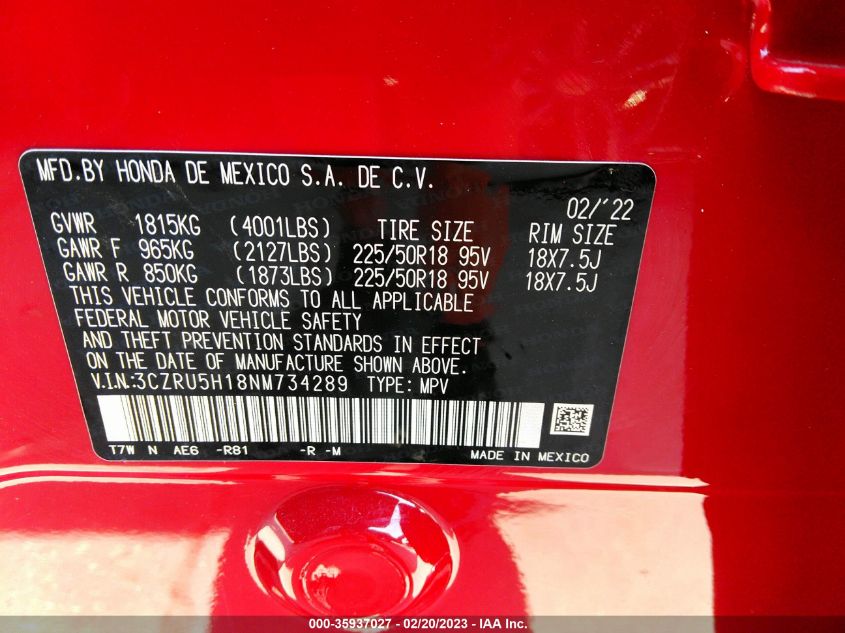 MFD.BY HONDA DE MEXICO S.A. DE C.V.
02/'22
GVWR 1815KG (4001LBS) TIRE SIZE RIM SIZE
GAWR F 965KG (2127LBS) 225/50R18 95V 18X7.5J
GAWR R 850KG (1873LBS) 225/50R18 95V 18X7.5J
THIS VEHICLE CONFORMS TO ALL APPLICABLE
FEDERAL MOTOR VEHICLE SAFETY
AND THEFT PREVENTION STANDARDS IN EFFECT
ON THE DATE OF MANUFACTURE SHOWN ABOVE.
V.I.N:3CZRU5H18NM734289 TYPE: MPV
T7W N AE6 -R81 -R -M MADE IN MEXICO
000-35937027 - 02/20/2023 - IAA Inc.